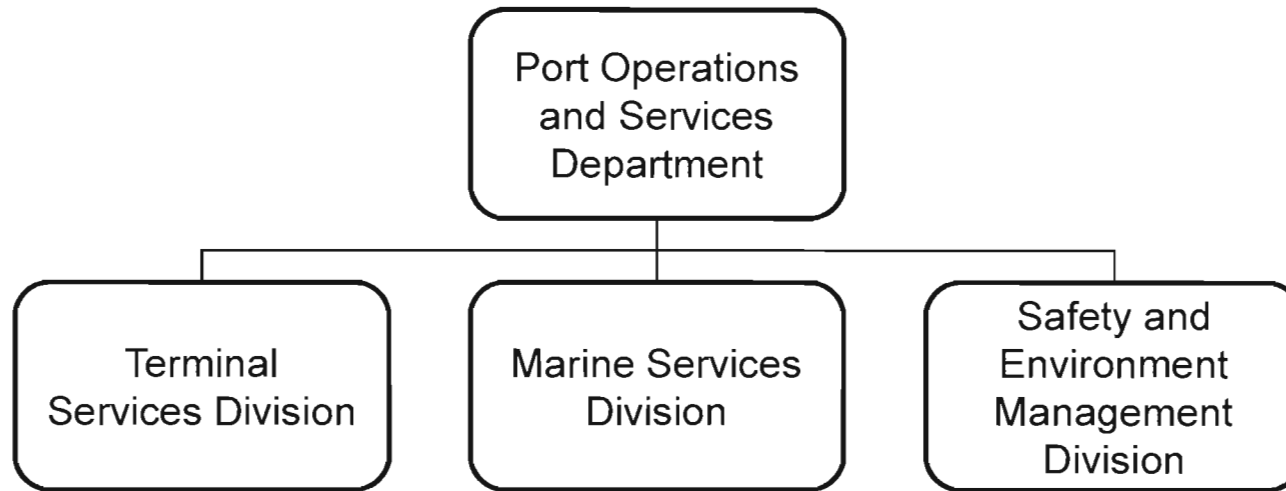 Port Operations
and Services
Department
Terminal
Services Division
Marine Services
Division
Safety and
Environment
Management
Division